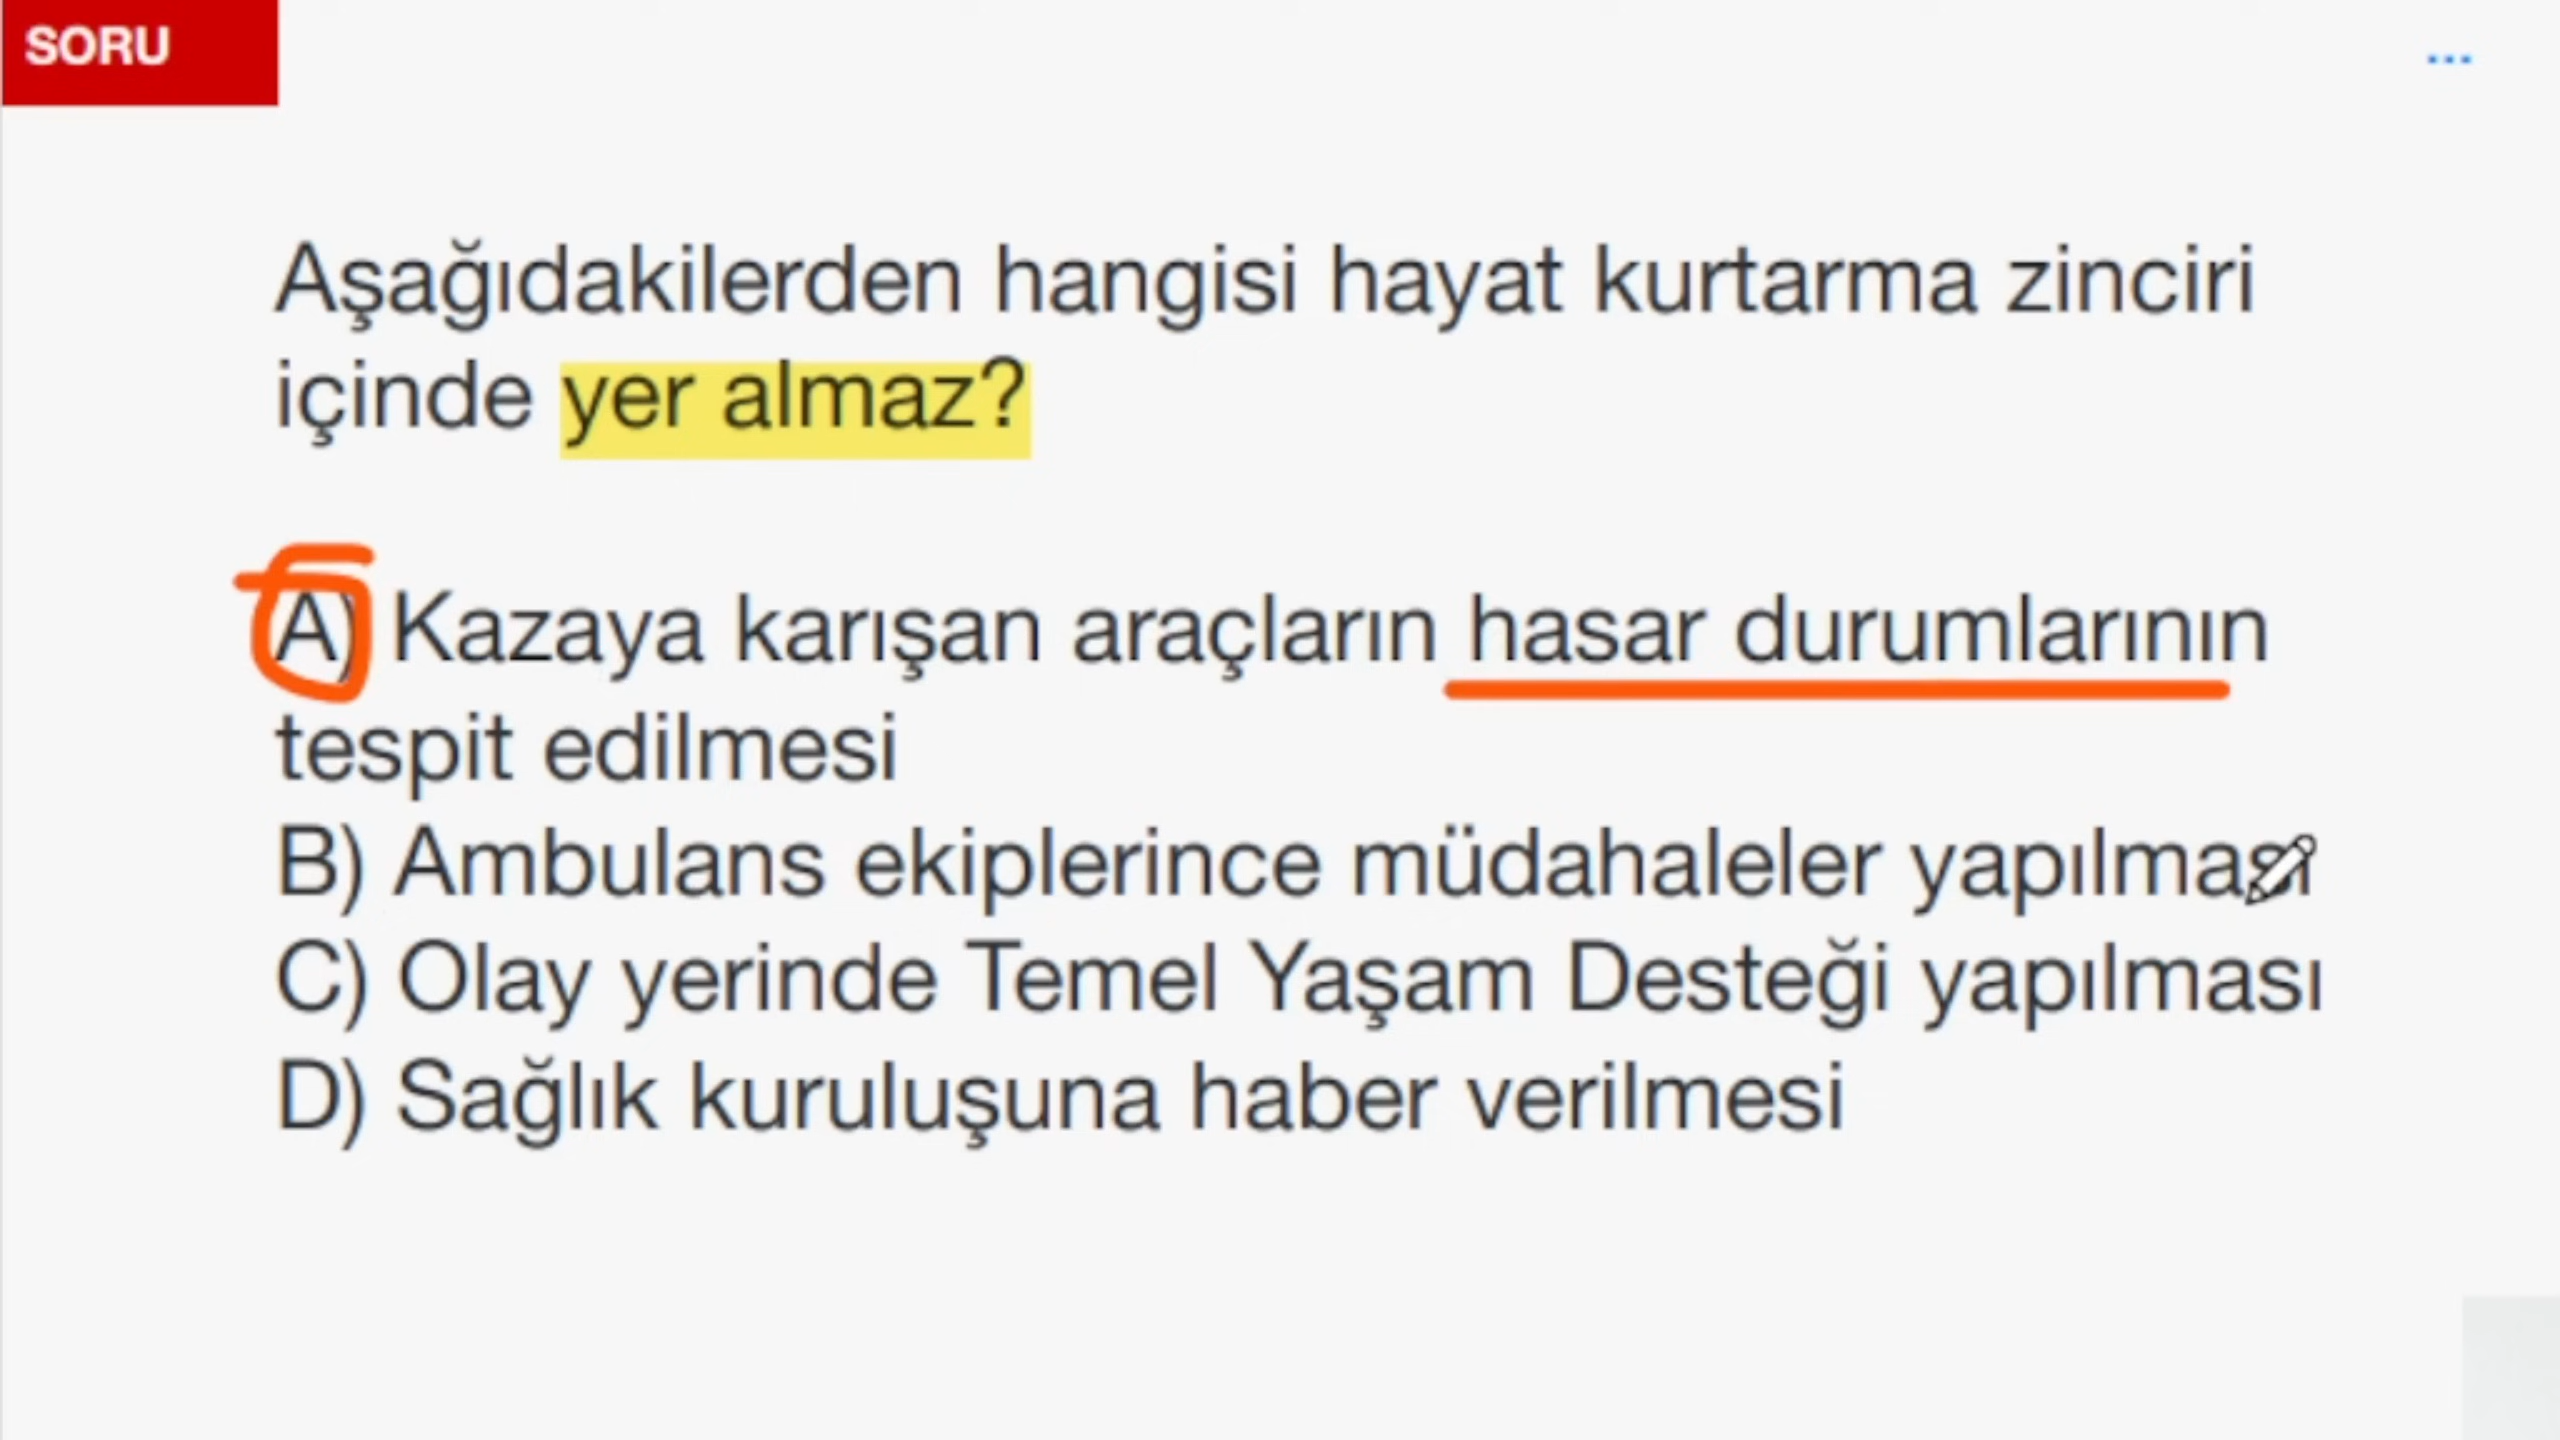 SORU
...
Aşağıdakilerden hangisi hayat kurtarma zinciri
içinde yer almaz?
A) Kazaya karışan araçların hasar durumlarının
tespit edilmesi
B) Ambulans ekiplerince müdahaleler yapılması
C) Olay yerinde Temel Yaşam Desteği yapılması
D) Sağlık kuruluşuna haber verilmesi